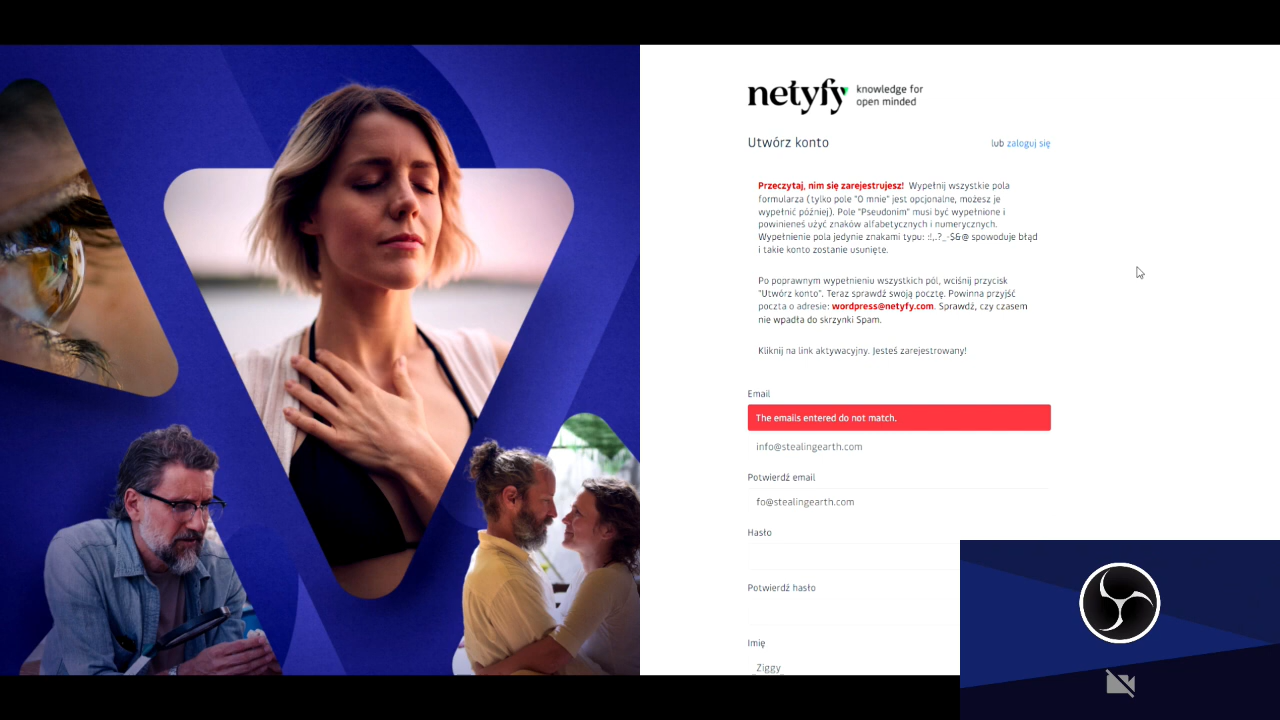 netyfy knowledge for
open minded
Utwórz konto lub zaloguj się
Przeczytaj, nim się zarejestrujesz! Wypełnij wszystkie pola
formularza (tylko pole "O mnie" jest opcjonalne, możesz je
wypełnić później). Pole "Pseudonim" musi być wypełnione i
powinieneś użyć znaków alfabetycznych i numerycznych.
Wypełnienie pola jedynie znakami typu: :!,.?_-$&@ spowoduje błąd
i takie konto zostanie usunięte.
Po poprawnym wypełnieniu wszystkich pól, wciśnij przycisk
"Utwórz konto". Teraz sprawdź swoją pocztę. Powinna przyjść
poczta o adresie: wordpress@netyfy.com. Sprawdź, czy czasem
nie wpadła do skrzynki Spam.
Kliknij na link aktywacyjny. Jesteś zarejestrowany!
Email
The emails entered do not match.
info@stealingearth.com
Potwierdź email
fo@stealingearth.com
Hasło
Potwierdź hasło
Imię
Ziggy